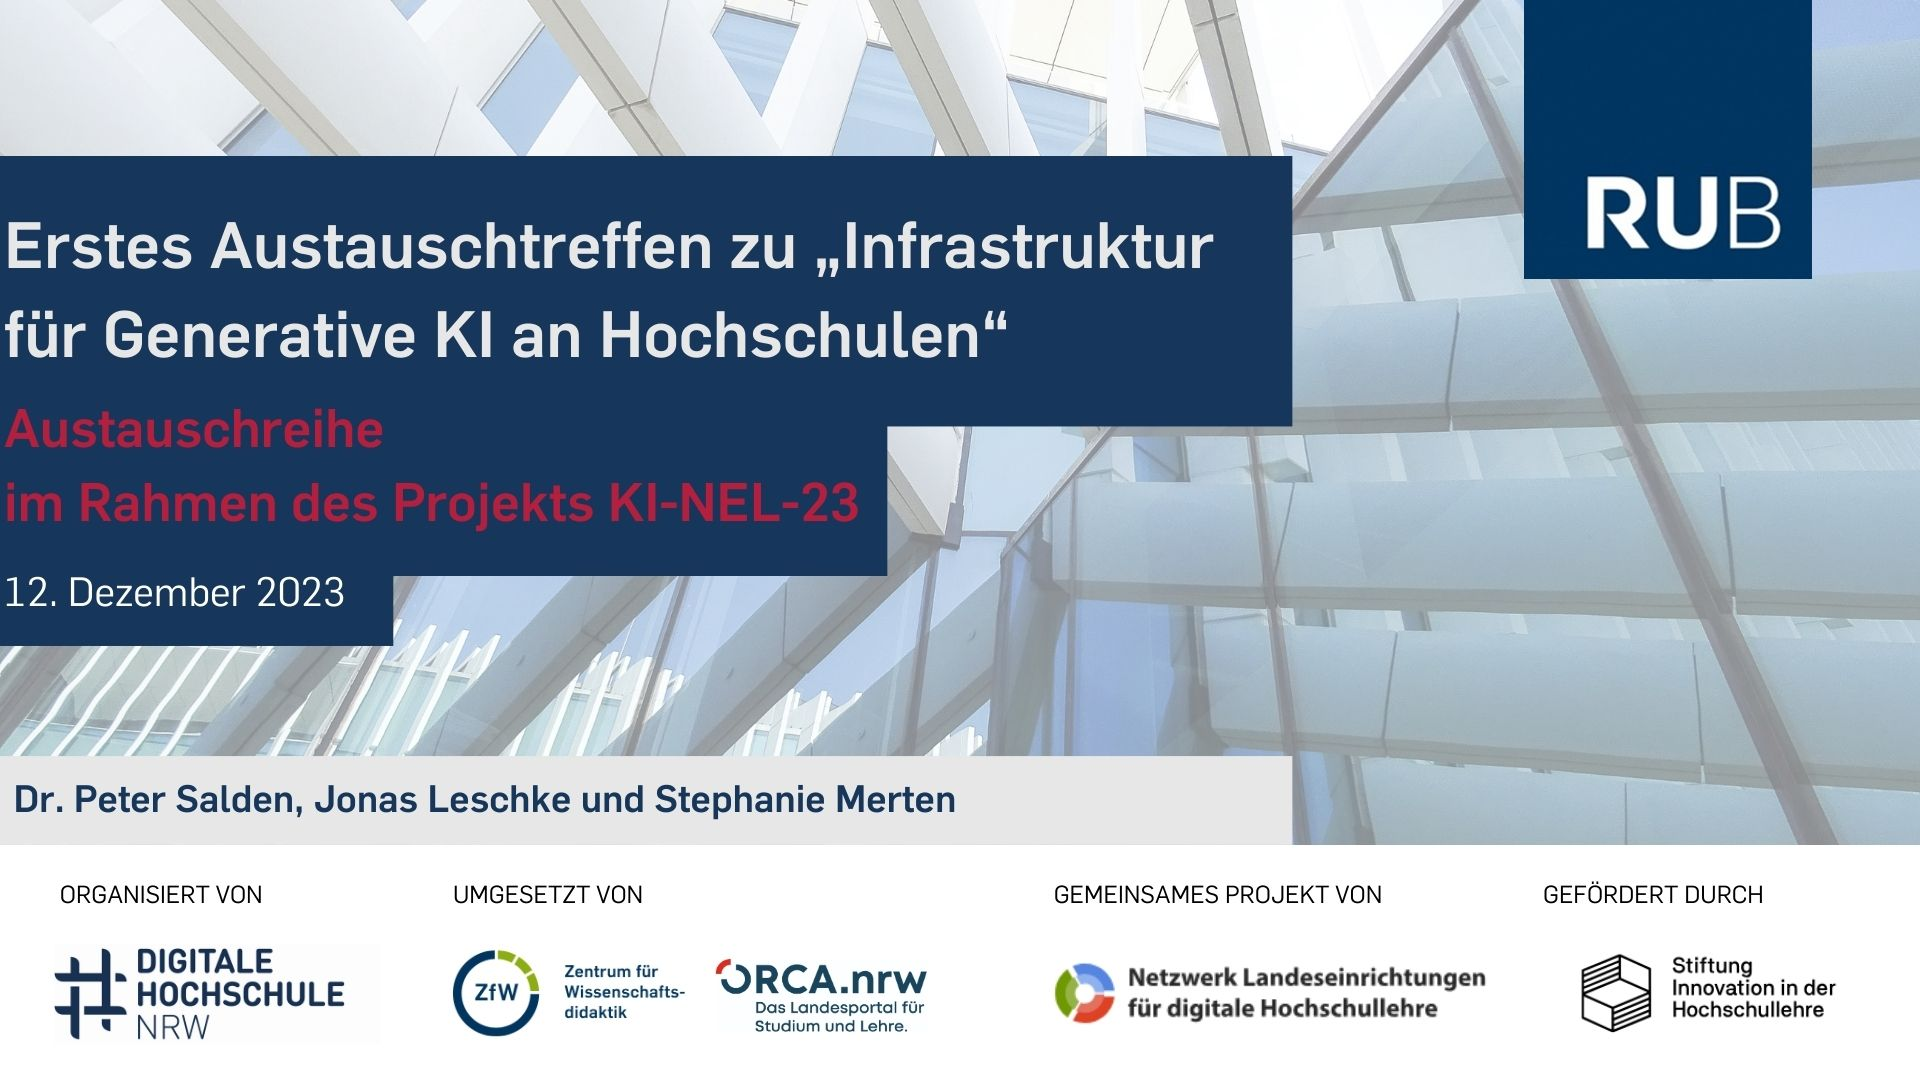 RUB
Erstes Austauschtreffen zu „Infrastruktur
für Generative KI an Hochschulen“
Austauschreihe
im Rahmen des Projekts KI-NEL-23
12. Dezember 2023
Dr. Peter Salden, Jonas Leschke und Stephanie Merten
ORGANISIERT VON
DIGITALE
HOCHSCHULE
NRW
UMGESETZT VON
ZfW
Zentrum für
Wissenschafts-
didaktik
ORCA.nrw
Das Landesportal für
Studium und Lehre.
GEMEINSAMES PROJEKT VON
Netzwerk Landeseinrichtungen
für digitale Hochschullehre
GEFÖRDERT DURCH
Stiftung
Innovation in der
Hochschullehre